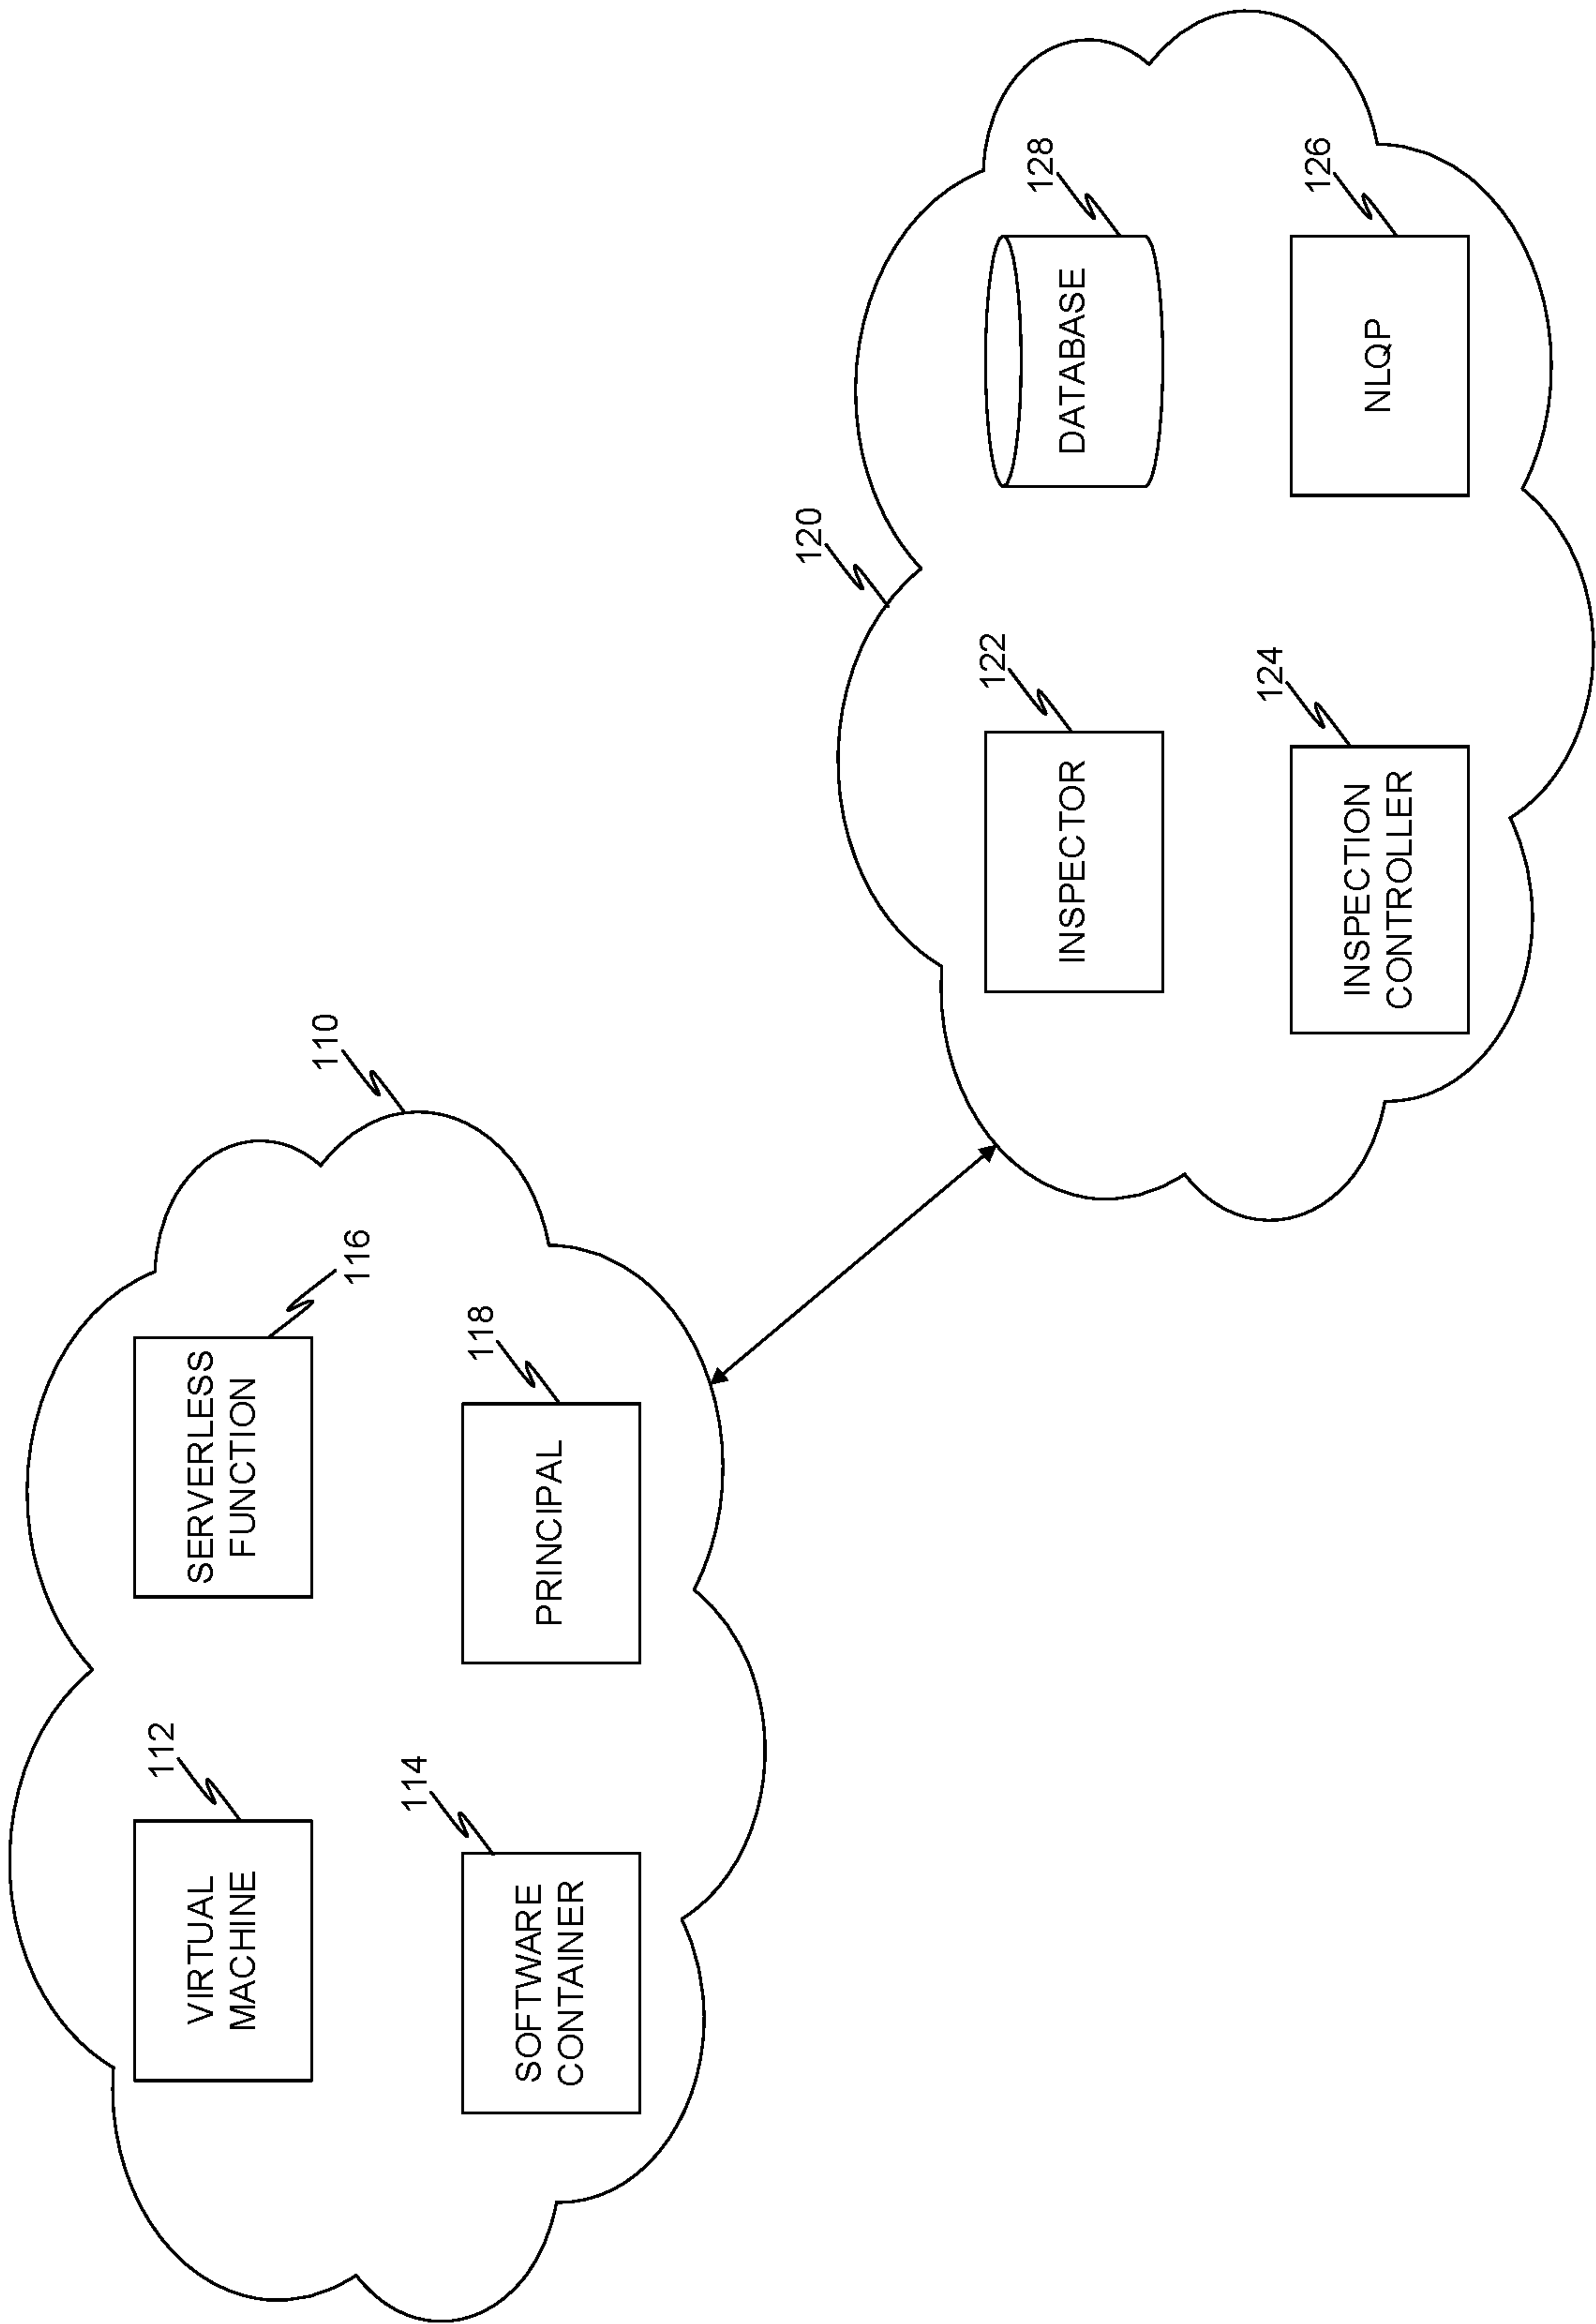 110
112
VIRTUAL
MACHINE
116
SERVERLESS
FUNCTION
114
SOFTWARE
CONTAINER
118
PRINCIPAL
120
122
INSPECTOR
128
DATABASE
124
INSPECTION
CONTROLLER
126
NLQP